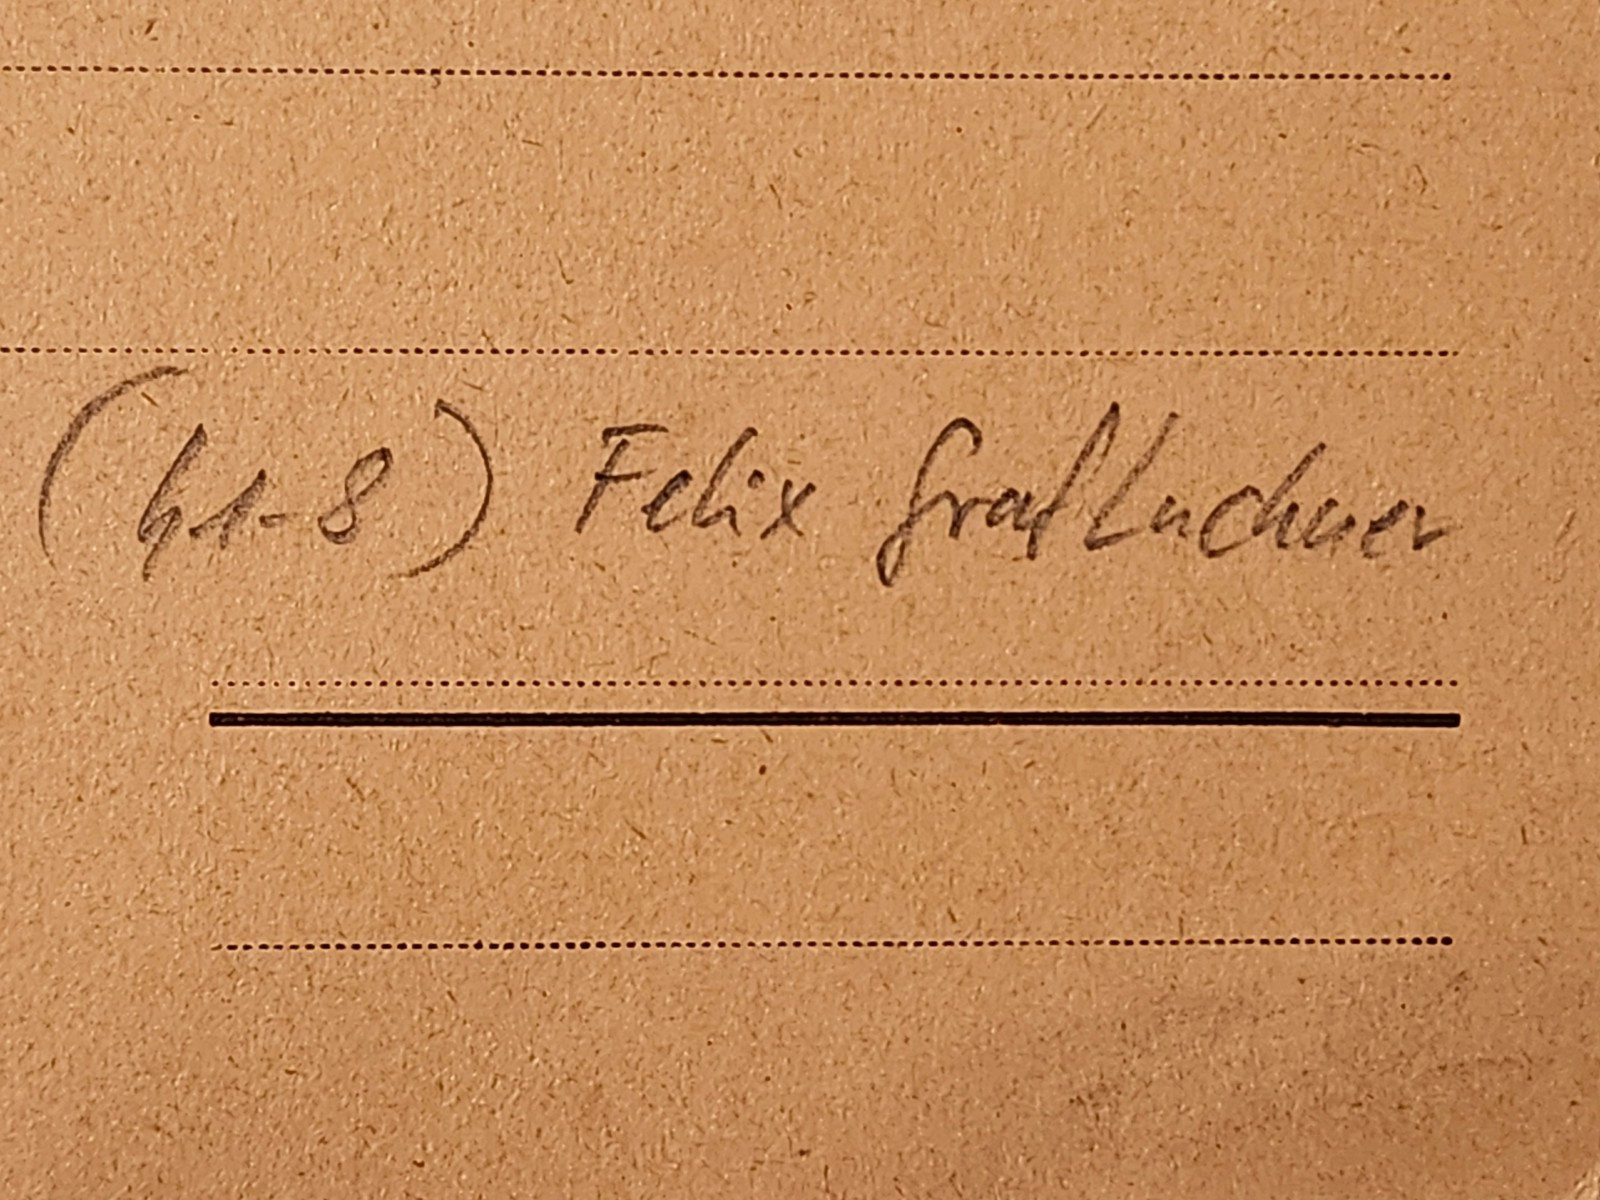 (41-8) Felix Graf Luckner